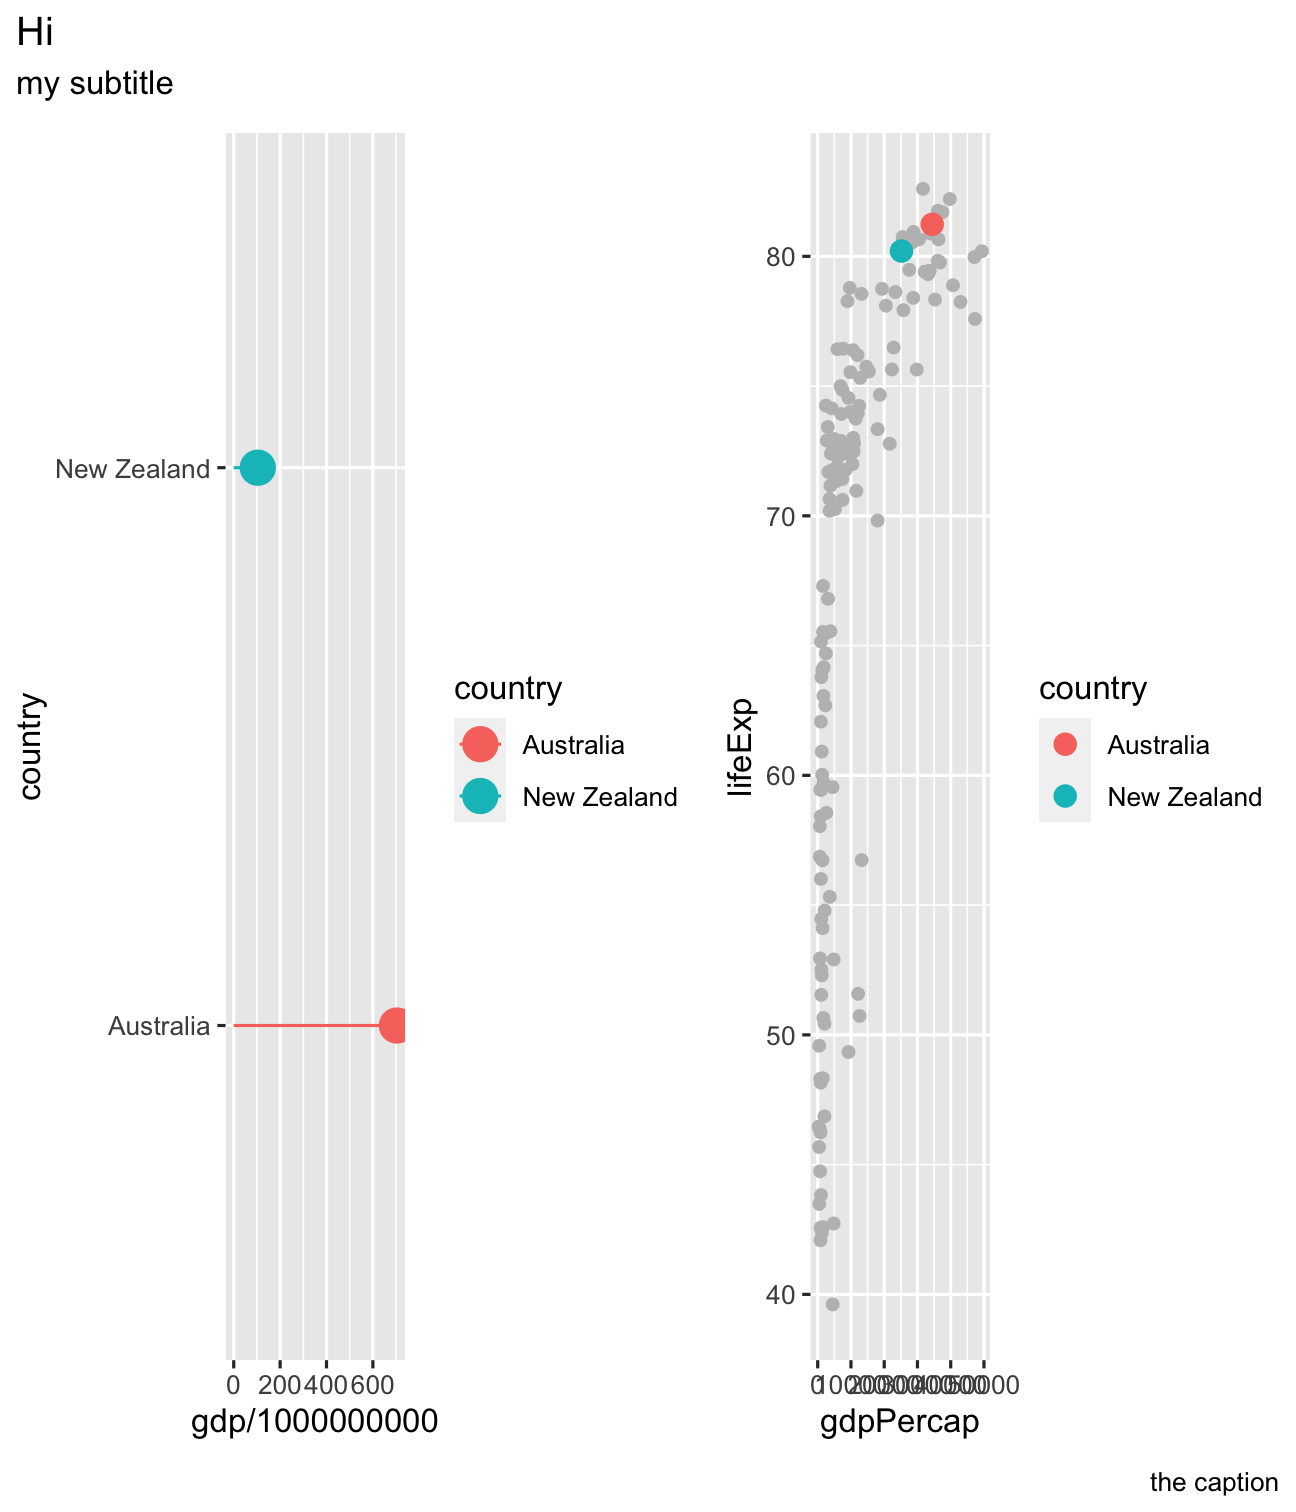 Hi
my subtitle
country
New Zealand
Australia
0 200 400 600
gdp/1000000000
country
Australia
New Zealand
lifeExp
80
70
60
50
40
gdpPercap
country
Australia
New Zealand
the caption